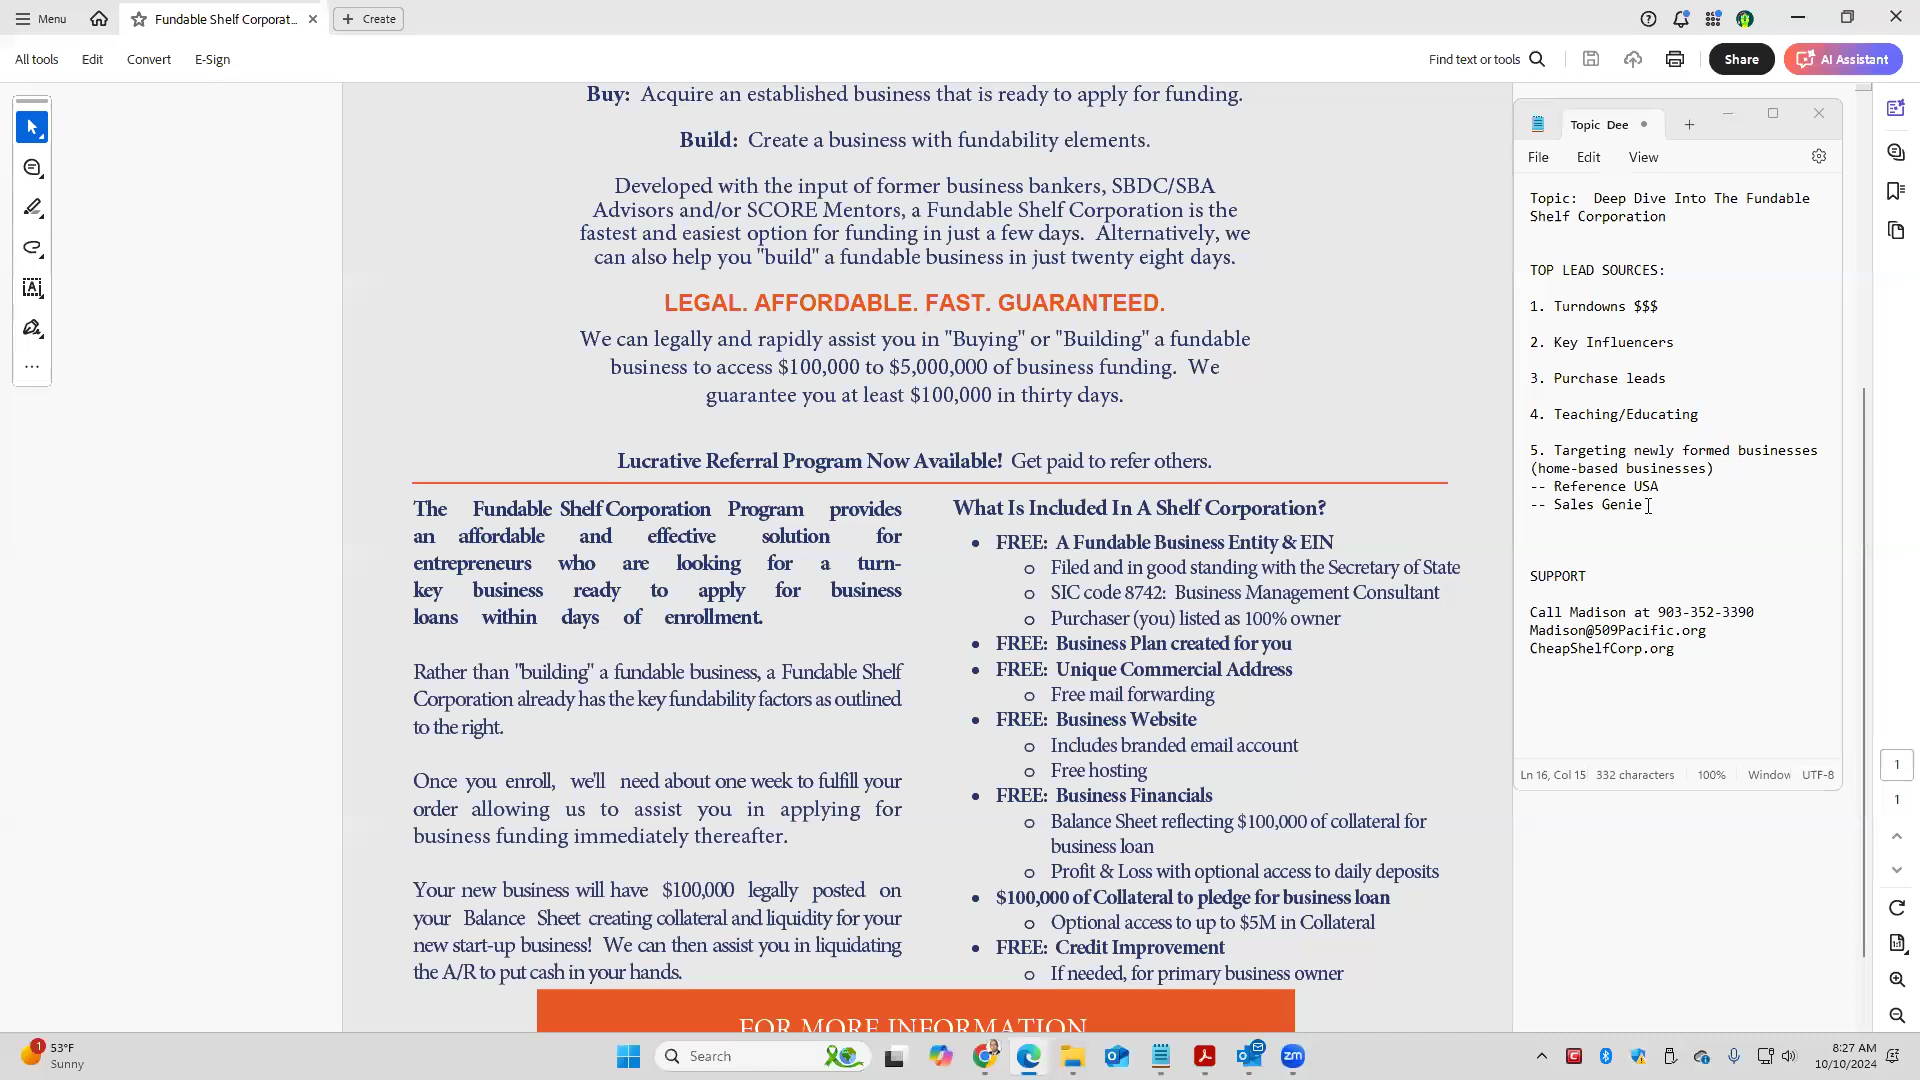 Menu
Fundable Shelf Corporat...
Create
All tools
Edit
Convert
E-Sign
Find text or tools
Share
AI Assistant
Buy: Acquire an established business that is ready to apply for funding.
Build: Create a business with fundability elements.
Developed with the input of former business bankers, SBDC/SBA
Advisors and/or SCORE Mentors, a Fundable Shelf Corporation is the
fastest and easiest option for funding in just a few days. Alternatively, we
can also help you "build" a fundable business in just twenty eight days.
LEGAL. AFFORDABLE. FAST. GUARANTEED.
We can legally and rapidly assist you in "Buying" or "Building" a fundable
business to access $100,000 to $5,000,000 of business funding. We
guarantee you at least $100,000 in thirty days.
Lucrative Referral Program Now Available! Get paid to refer others.
The Fundable Shelf Corporation Program provides
an affordable and effective solution for
entrepreneurs who are looking for a turn-
key business ready to apply for business
loans within days of enrollment.
Rather than "building" a fundable business, a Fundable Shelf
Corporation already has the key fundability factors as outlined
to the right.
Once you enroll, we'll need about one week to fulfill your
order allowing us to assist you in applying for
business funding immediately thereafter.
Your new business will have $100,000 legally posted on
your Balance Sheet creating collateral and liquidity for your
new start-up business! We can then assist you in liquidating
the A/R to put cash in your hands.
What Is Included In A Shelf Corporation?
• FREE: A Fundable Business Entity & EIN
o Filed and in good standing with the Secretary of State
o SIC code 8742: Business Management Consultant
o Purchaser (you) listed as 100% owner
• FREE: Business Plan created for you
• FREE: Unique Commercial Address
o Free mail forwarding
• FREE: Business Website
o Includes branded email account
o Free hosting
• FREE: Business Financials
o Balance Sheet reflecting $100,000 of collateral for
business loan
o Profit & Loss with optional access to daily deposits
• $100,000 of Collateral to pledge for business loan
o Optional access to up to $5M in Collateral
• FREE: Credit Improvement
o If needed, for primary business owner
FOR MORE INFORMATION
Topic Dee
File
Edit
View
Topic: Deep Dive Into The Fundable
Shelf Corporation
TOP LEAD SOURCES:
1. Turndowns $$$
2. Key Influencers
3. Purchase leads
4. Teaching/Educating
5. Targeting newly formed businesses
(home-based businesses)
-- Reference USA
-- Sales Genie
SUPPORT
Call Madison at 903-352-3390
Madison@509Pacific.org
CheapShelfCorp.org
Ln 16, Col 15
332 characters
100%
Window
UTF-8
1
1
1
53°F
Sunny
Search
zm
8:27 AM
10/10/2024